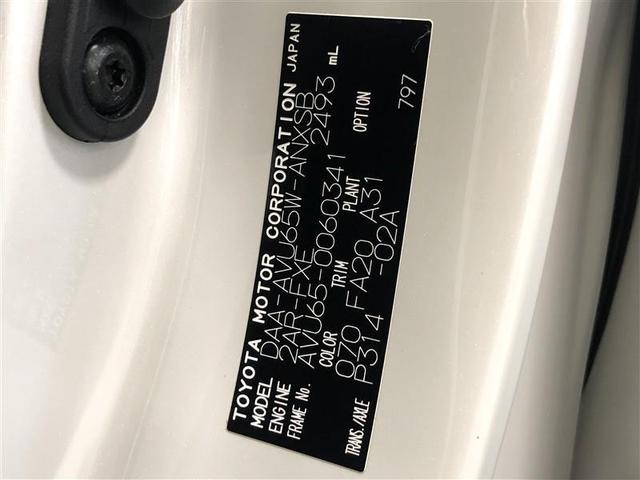 TOYOTA MOTOR CORPORATION JAPAN
MODEL DAA-AVU65W-ANXSB
ENGINE 2AR-FXE 2493 mL
FRAME No. AVU65-0060341
COLOR TRIM PLANT OPTION
070 FA20 A31 797
TRANS./AXLE P314 -02A